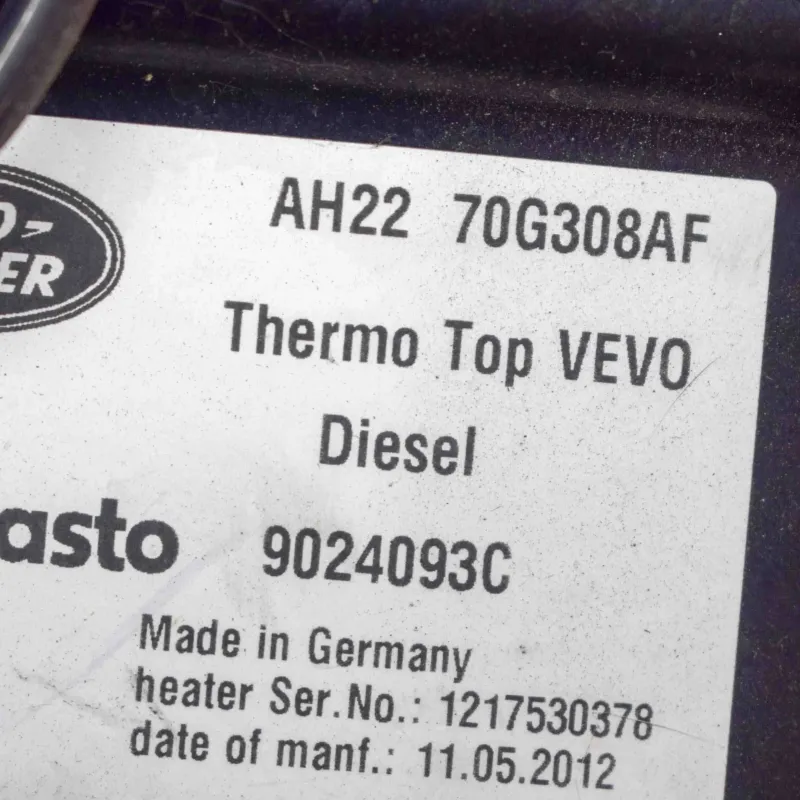 AH22 70G308AF
Thermo Top VEVO
Diesel
9024093C
Made in Germany
heater Ser.No.: 1217530378
date of manf.: 11.05.2012